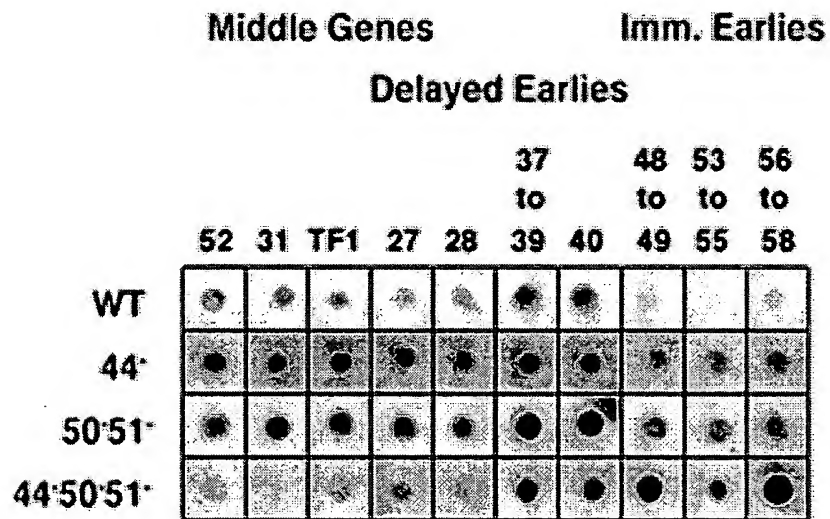 Middle Genes Imm. Earlies
Delayed Earlies
37 48 53 56
to to to to
52 31 TF1 27 28 39 40 49 55 58
WT
44-
50-51-
44-50-51-